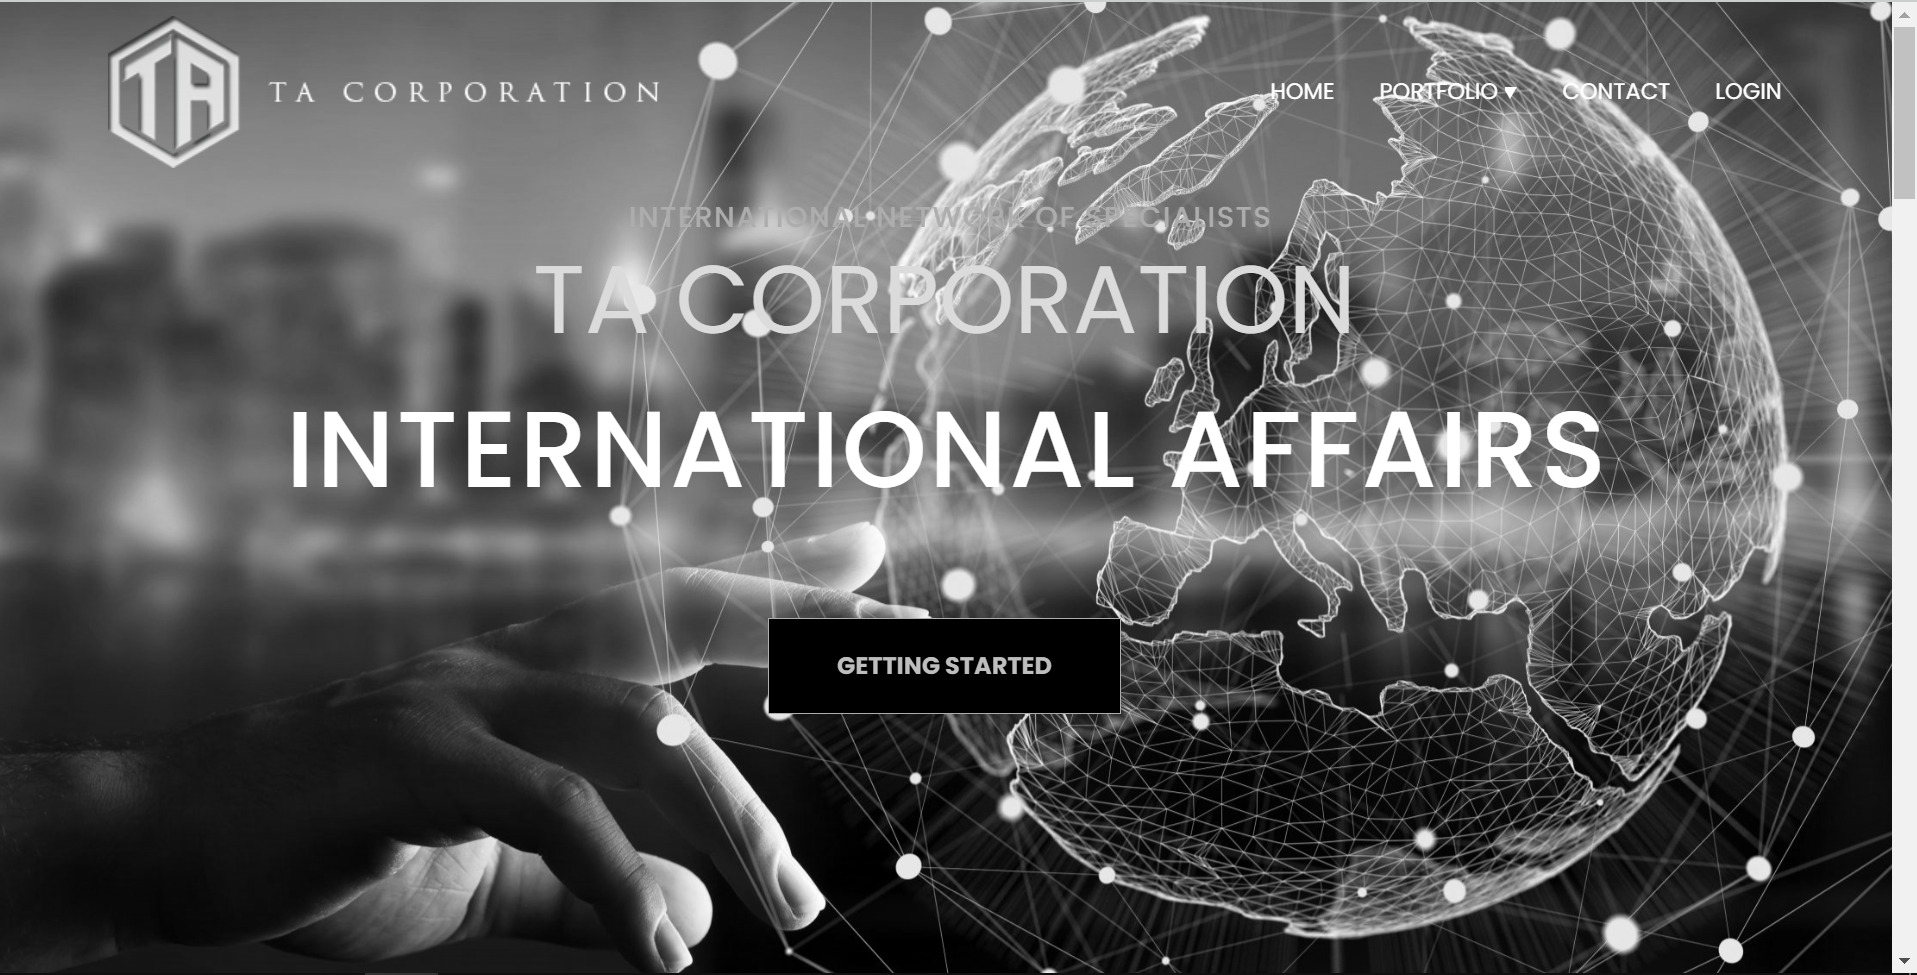 TA
TA CORPORATION
HOME PORTFOLIO ▼ CONTACT LOGIN
INTERNATIONAL NETWORK OF SPECIALISTS
TA CORPORATION
INTERNATIONAL AFFAIRS
GETTING STARTED